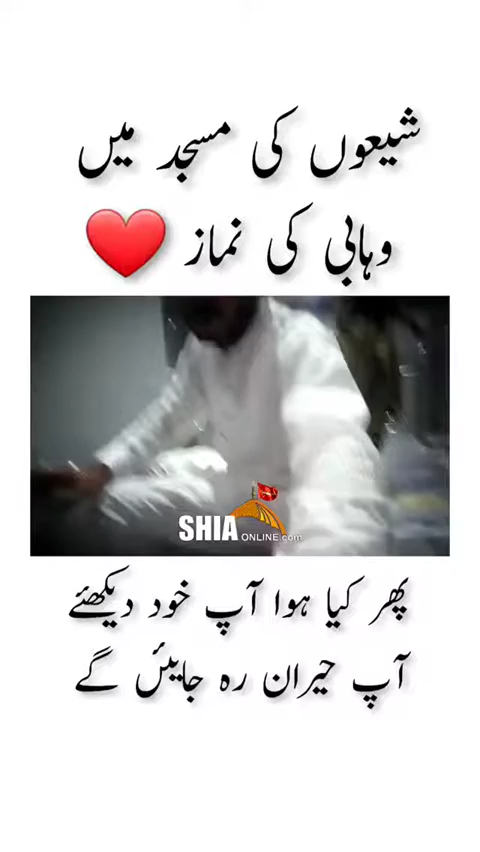 شیعوں کی مسجد میں
وہابی کی نماز ❤️
SHIA ONLINE.com
پھر کیا ہوا آپ خود دیکھئے
آپ حیران رہ جایئں گے